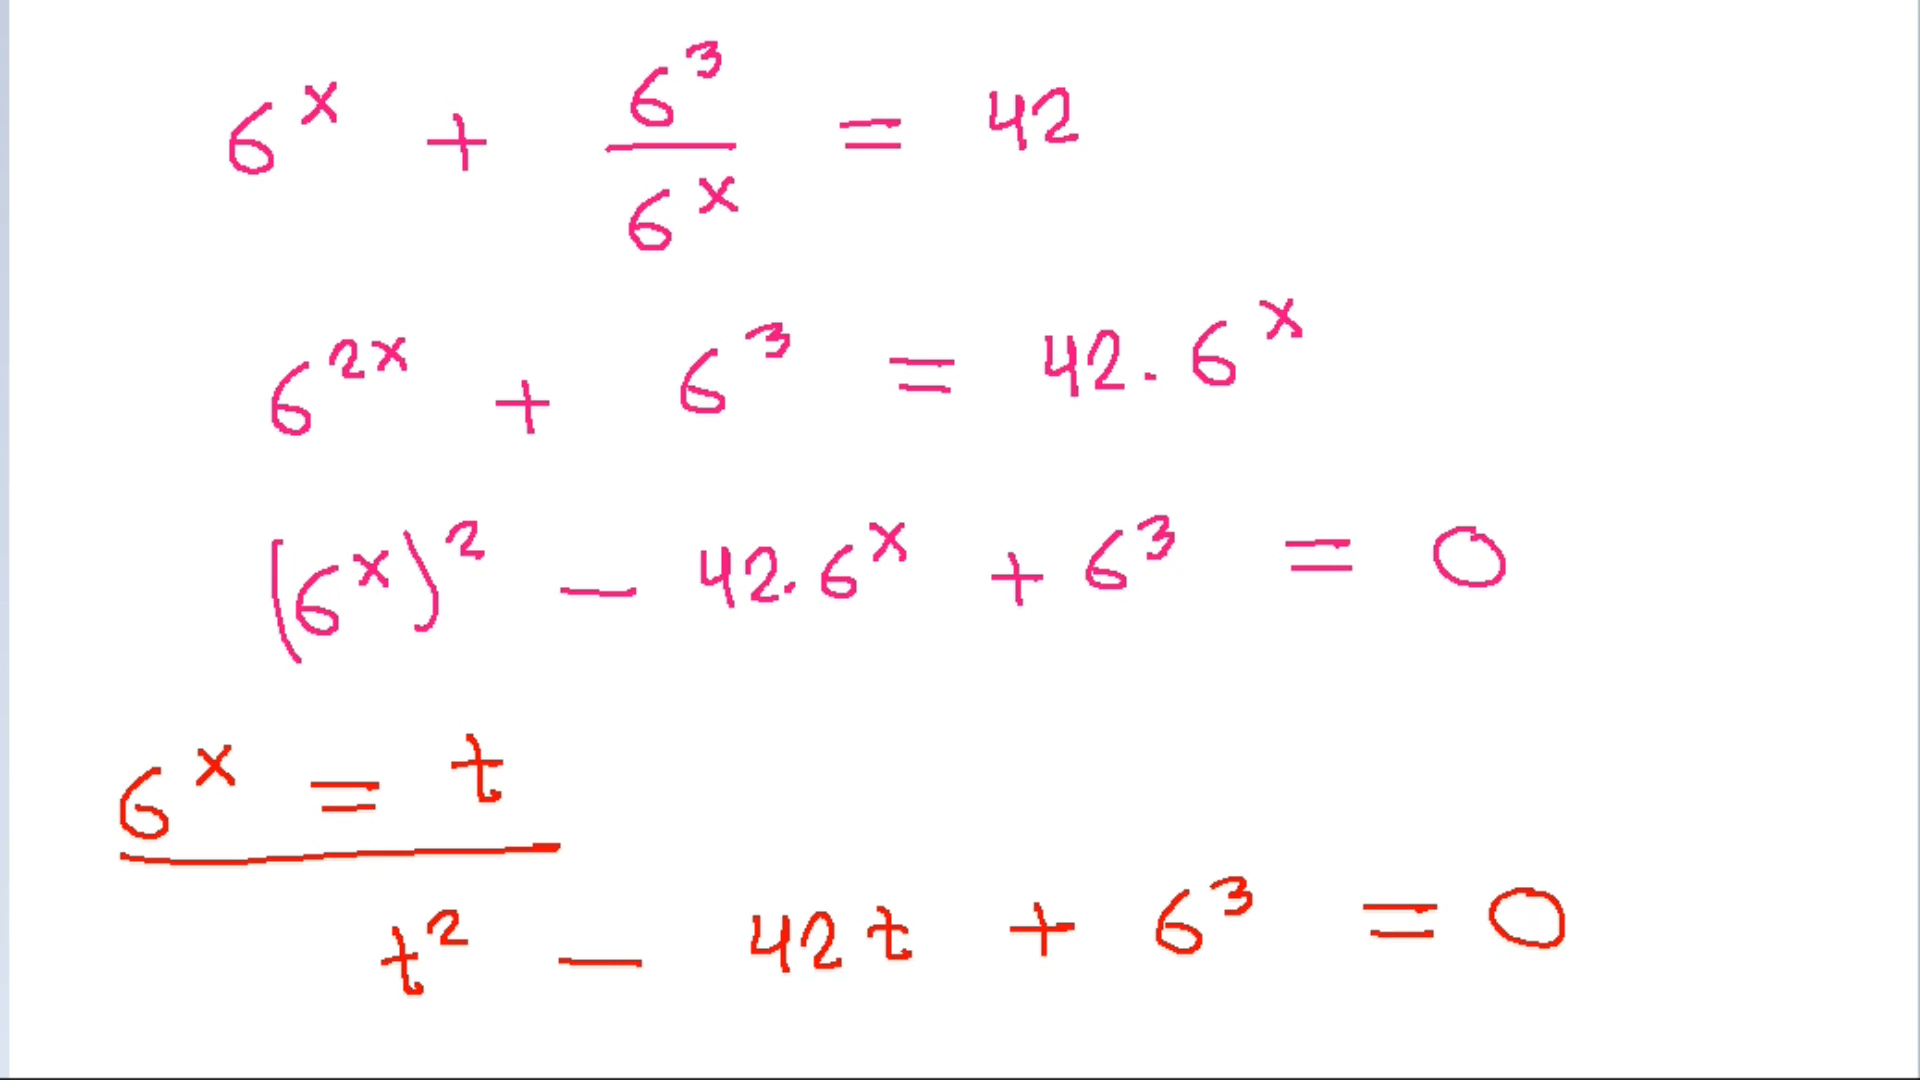 6^x + 6^3/6^x = 42
6^2x + 6^3 = 42.6^x
(6^x)^2 - 42.6^x + 6^3 = 0
6^x = t
t^2 - 42t + 6^3 = 0